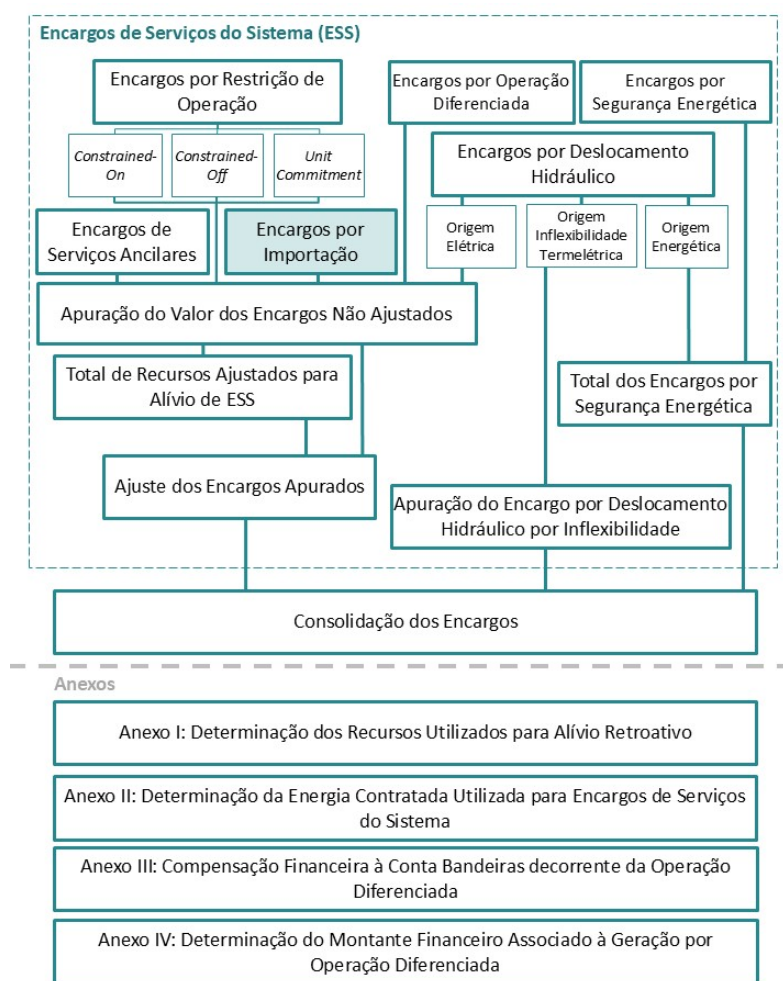 Encargos de Serviços do Sistema (ESS)
Encargos por Restrição de
Operação
Encargos por Operação
Diferenciada
Encargos por
Segurança Energética
Constrained-
On
Constrained-
Off
Unit
Commitment
Encargos por Deslocamento
Hidráulico
Encargos de
Serviços Ancilares
Encargos por
Importação
Origem
Elétrica
Origem
Inflexibilidade
Termelétrica
Origem
Energética
Apuração do Valor dos Encargos Não Ajustados
Total de Recursos Ajustados para
Alívio de ESS
Total dos Encargos por
Segurança Energética
Ajuste dos Encargos Apurados
Apuração do Encargo por Deslocamento
Hidráulico por Inflexibilidade
Consolidação dos Encargos
Anexos
Anexo I: Determinação dos Recursos Utilizados para Alívio Retroativo
Anexo II: Determinação da Energia Contratada Utilizada para Encargos de Serviços
do Sistema
Anexo III: Compensação Financeira à Conta Bandeiras decorrente da Operação
Diferenciada
Anexo IV: Determinação do Montante Financeiro Associado à Geração por
Operação Diferenciada